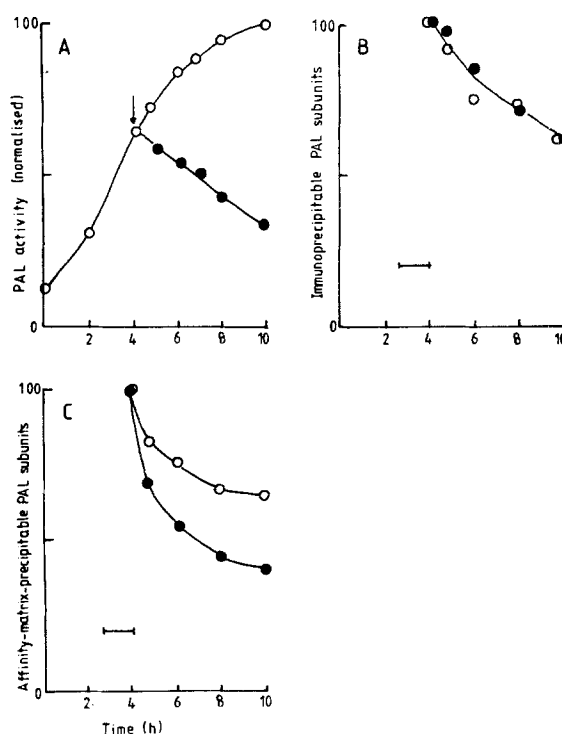 A
PAL activity (normalised)
100
0
2 4 6 8 10
B
Immunoprecipitable PAL subunits
100
0
2 4 6 8 10
C
Affinity-matrix-precipitable PAL subunits
100
0
2. 4 6 8 10
Time (h)